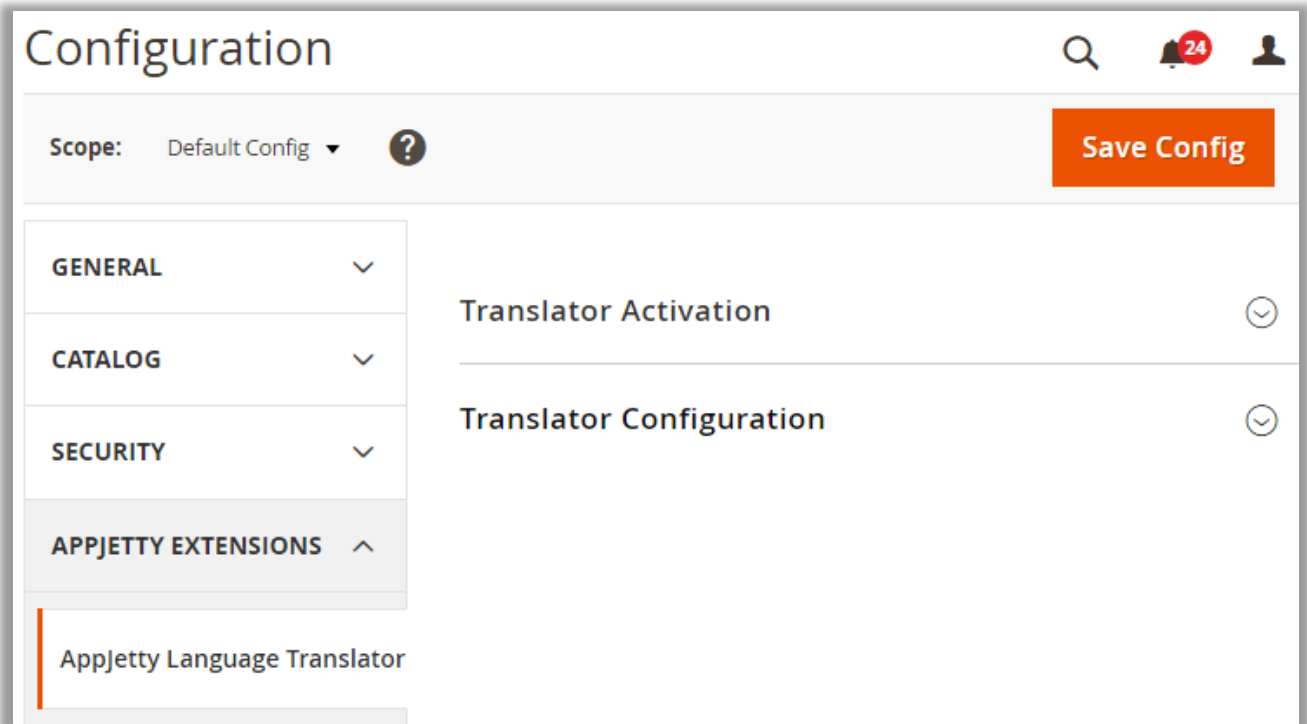 Configuration
24
Scope: Default Config ?
Save Config
GENERAL
CATALOG
SECURITY
APPJETTY EXTENSIONS
AppJetty Language Translator
Translator Activation
Translator Configuration